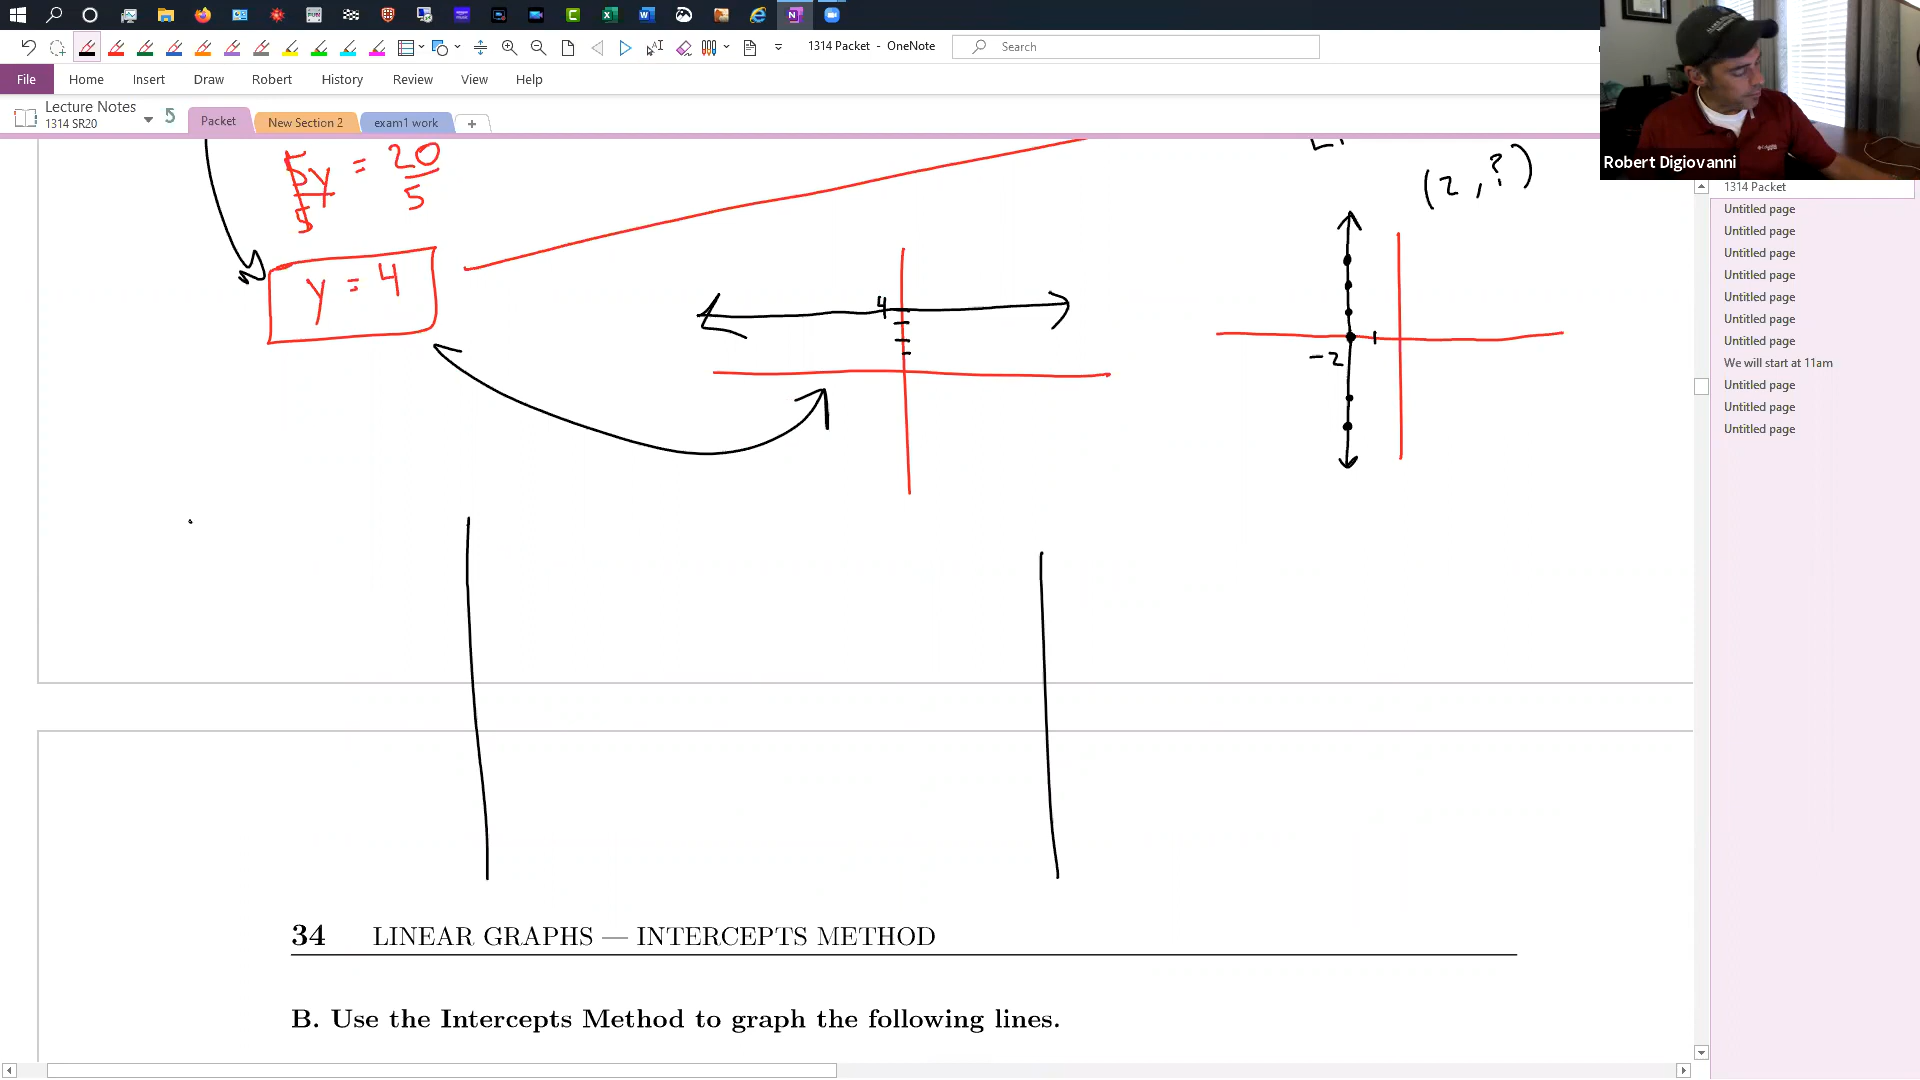 1314 Packet - OneNote
Search
File
Home
Insert
Draw
Robert
History
Review
View
Help
Lecture Notes
1314 SR20
Packet
New Section 2
exam1 work
+
Robert Digiovanni
1314 Packet
Untitled page
Untitled page
Untitled page
Untitled page
Untitled page
Untitled page
Untitled page
We will start at 11am
Untitled page
Untitled page
Untitled page
5y = 20
5 5
y = 4
4
(2, ?)
-2
34 LINEAR GRAPHS — INTERCEPTS METHOD
B. Use the Intercepts Method to graph the following lines.